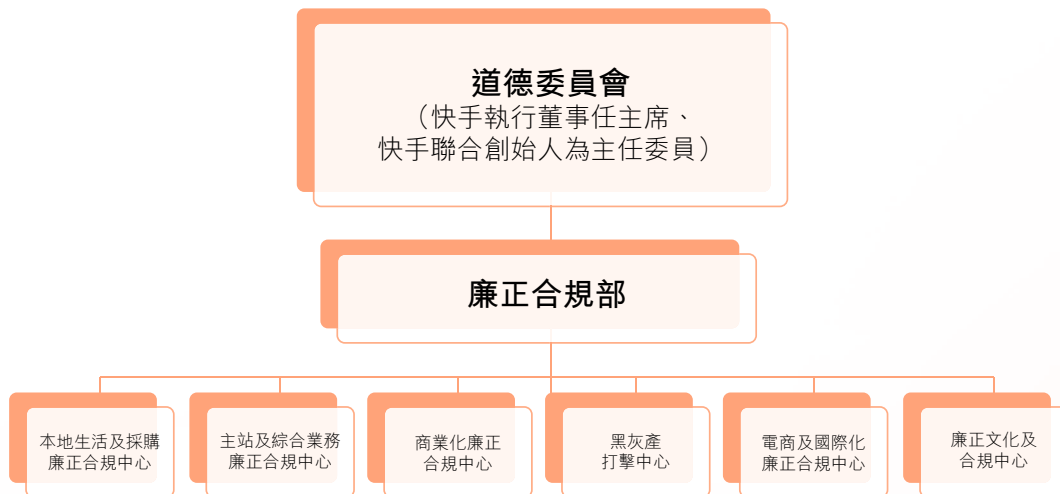 道德委員會
（快手執行董事任主席、
快手聯合創始人為主任委員）
廉正合規部
本地生活及採購
廉正合規中心
主站及綜合業務
廉正合規中心
商業化廉正
合規中心
黑灰產
打擊中心
電商及國際化
廉正合規中心
廉正文化及
合規中心